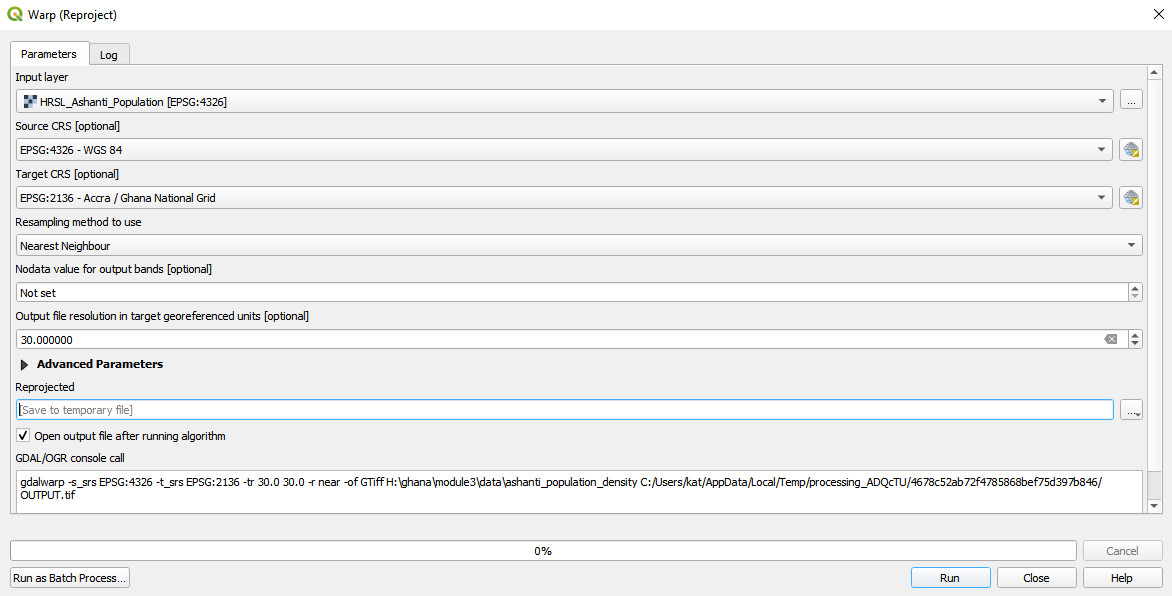 Warp (Reproject)
Parameters
Log
Input layer
HRSL_Ashanti_Population [EPSG:4326]
...
Source CRS [optional]
EPSG:4326 - WGS 84
Target CRS [optional]
EPSG:2136 - Accra / Ghana National Grid
Resampling method to use
Nearest Neighbour
Nodata value for output bands [optional]
Not set
Output file resolution in target georeferenced units [optional]
30.000000
Advanced Parameters
Reprojected
[Save to temporary file]
...
Open output file after running algorithm
GDAL/OGR console call
gdalwarp -s_srs EPSG:4326 -t_srs EPSG:2136 -tr 30.0 30.0 -r near -of GTiff H:\ghana\module3\data\ashanti_population_density C:/Users/kat/AppData/Local/Temp/processing_ADQcTU/4678c52ab72f4785868bef75d397b846/
OUTPUT.tif
0%
Cancel
Run as Batch Process...
Run
Close
Help